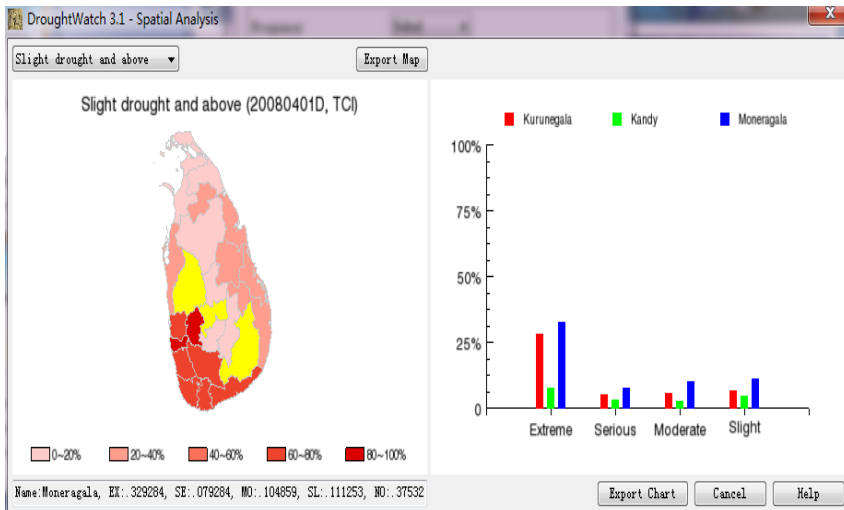 DroughtWatch 3.1 - Spatial Analysis
Slight drought and above
Export Map
Slight drought and above (20080401D, TCI)
0~20%
20~40%
40~60%
60~80%
80~100%
Name:Moneragala, EX:.329284, SE:.079284, MO:.104859, SL:.111253, NO:.37532
Kurunegala
Kandy
Moneragala
100%
75%
50%
25%
0
Extreme
Serious
Moderate
Slight
Export Chart
Cancel
Help